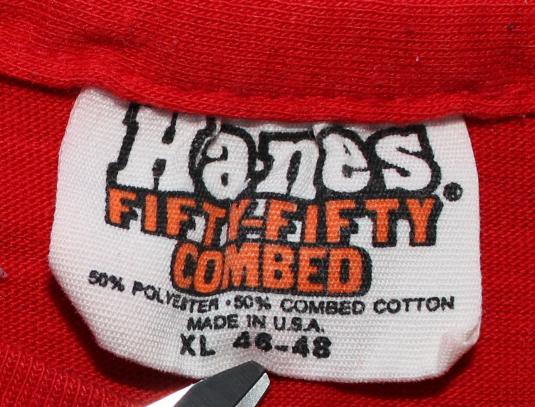 Hanes®
FIFTY-FIFTY
COMBED
50% POLYESTER • 50% COMBED COTTON
MADE IN U.S.A.
XL 46-48